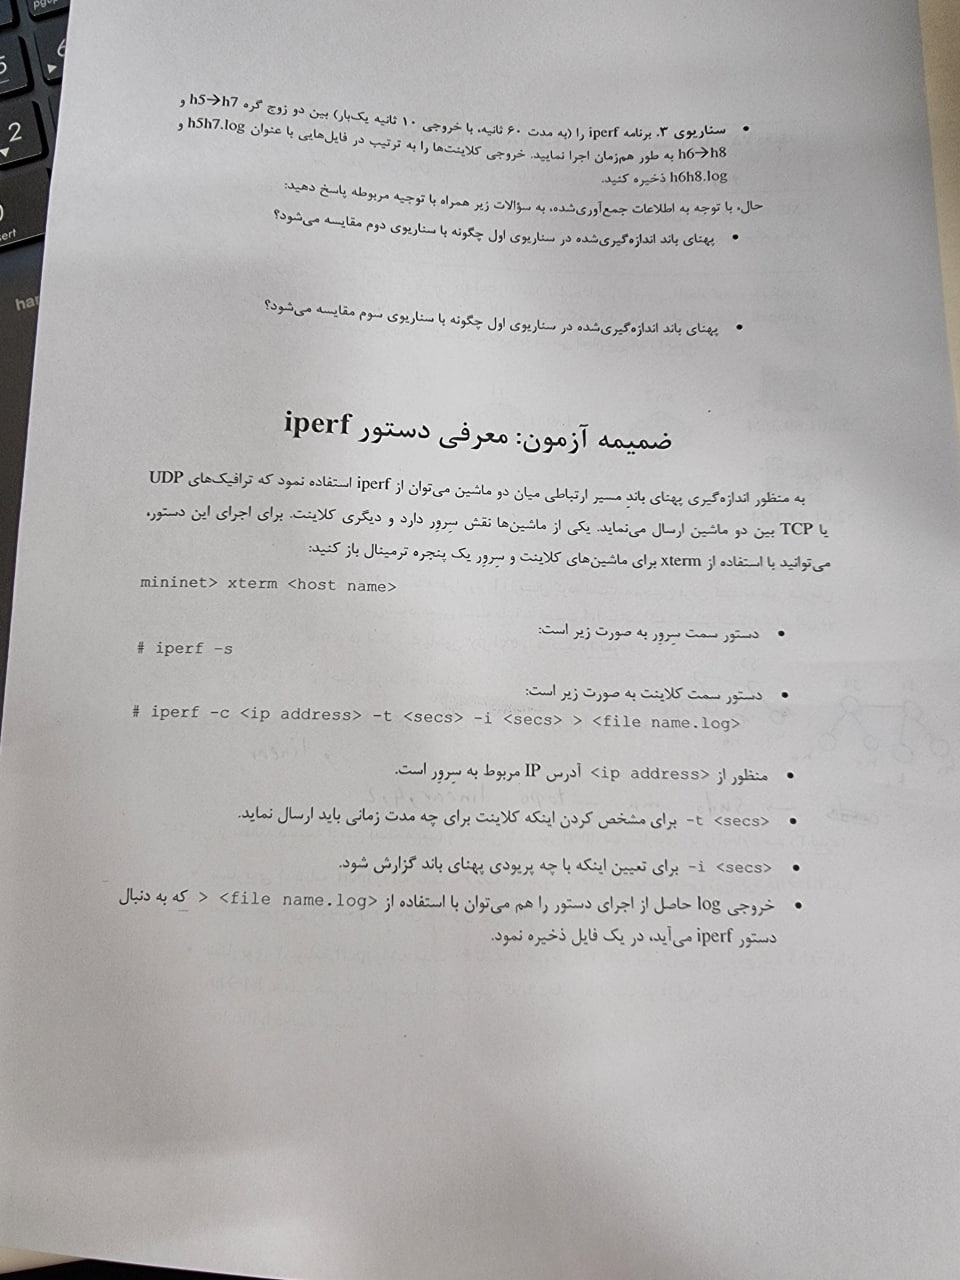 • سناریوی ۳. برنامه iperf را (به مدت ۶۰ ثانیه، با خروجی ۱۰ ثانیه یک‌بار) بین دو زوج گره h5→h7 و
h6→h8 به طور هم‌زمان اجرا نمایید. خروجی کلاینت‌ها را به ترتیب در فایل‌هایی با عنوان h5h7.log و
h6h8.log ذخیره کنید.
حال، با توجه به اطلاعات جمع‌آوری‌شده، به سؤالات زیر همراه با توجیه مربوطه پاسخ دهید:
• پهنای باند اندازه‌گیری‌شده در سناریوی اول چگونه با سناریوی دوم مقایسه می‌شود؟
• پهنای باند اندازه‌گیری‌شده در سناریوی اول چگونه با سناریوی سوم مقایسه می‌شود؟
ضمیمه آزمون: معرفی دستور iperf
به منظور اندازه‌گیری پهنای باندِ مسیر ارتباطی میان دو ماشین می‌توان از iperf استفاده نمود که ترافیک‌های UDP
یا TCP بین دو ماشین ارسال می‌نماید. یکی از ماشین‌ها نقش سِروِر دارد و دیگری کلاینت. برای اجرای این دستور،
می‌توانید با استفاده از xterm برای ماشین‌های کلاینت و سِروِر یک پنجره ترمینال باز کنید:
mininet> xterm <host name>
• دستور سمت سِروِر به صورت زیر است:
# iperf -s
• دستور سمت کلاینت به صورت زیر است:
# iperf -c <ip address> -t <secs> -i <secs> > <file name.log>
• منظور از <ip address> آدرس IP مربوط به سِروِر است.
• -t <secs> برای مشخص کردن اینکه کلاینت برای چه مدت زمانی باید ارسال نماید.
• -i <secs> برای تعیین اینکه با چه پریودی پهنای باند گزارش شود.
• خروجی log حاصل از اجرای دستور را هم می‌توان با استفاده از > <file name.log> که به دنبال
دستور iperf می‌آید، در یک فایل ذخیره نمود.
5
6
2